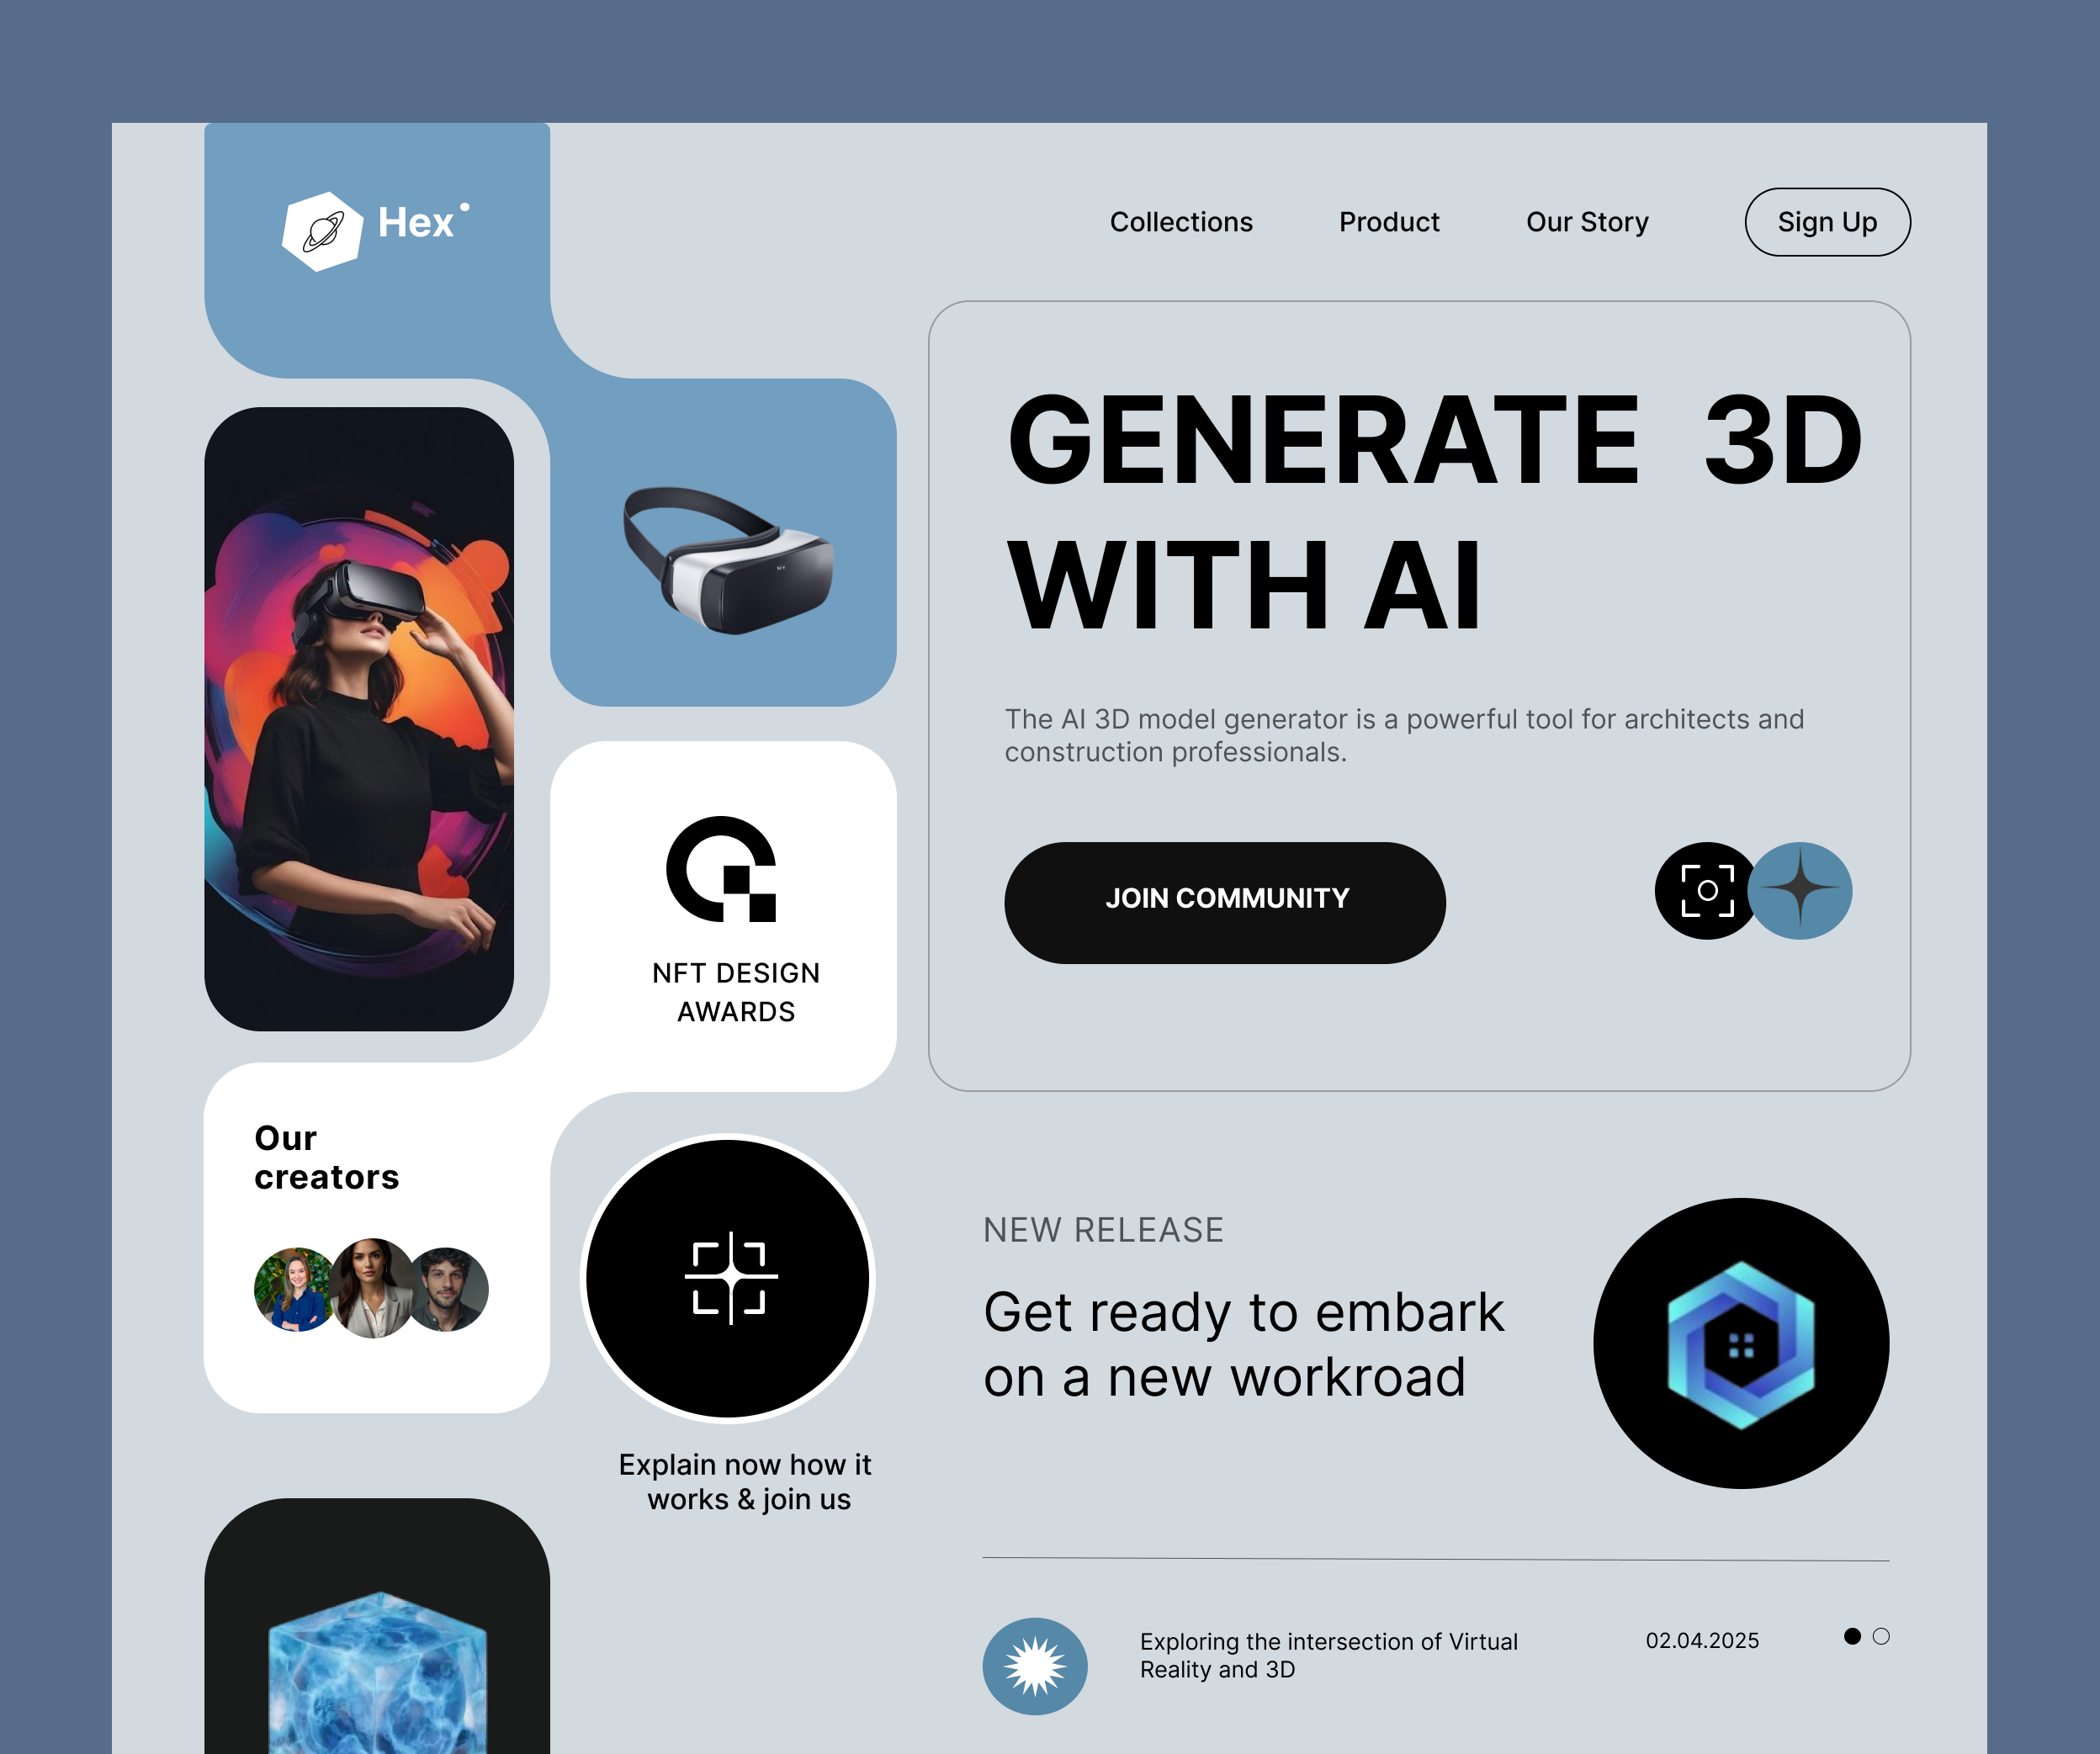 Hex
Collections
Product
Our Story
Sign Up
GENERATE 3D
WITH AI
The AI 3D model generator is a powerful tool for architects and
construction professionals.
JOIN COMMUNITY
NFT DESIGN
AWARDS
Our
creators
Explain now how it
works & join us
NEW RELEASE
Get ready to embark
on a new workroad
Exploring the intersection of Virtual
Reality and 3D
02.04.2025